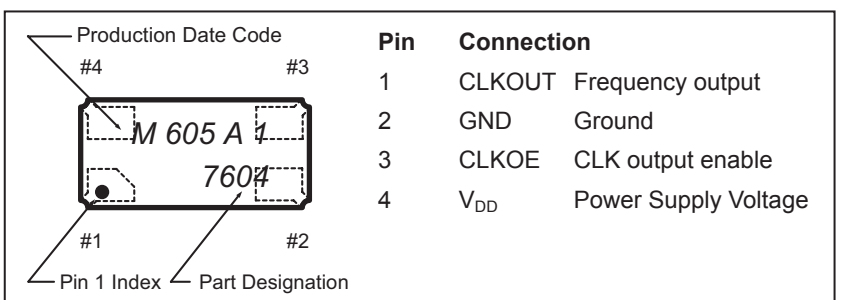 Production Date Code
#4 #3
M 605 A 1
7604
#1 #2
Pin 1 Index Part Designation
Pin Connection
1 CLKOUT Frequency output
2 GND Ground
3 CLKOE CLK output enable
4 VDD Power Supply Voltage